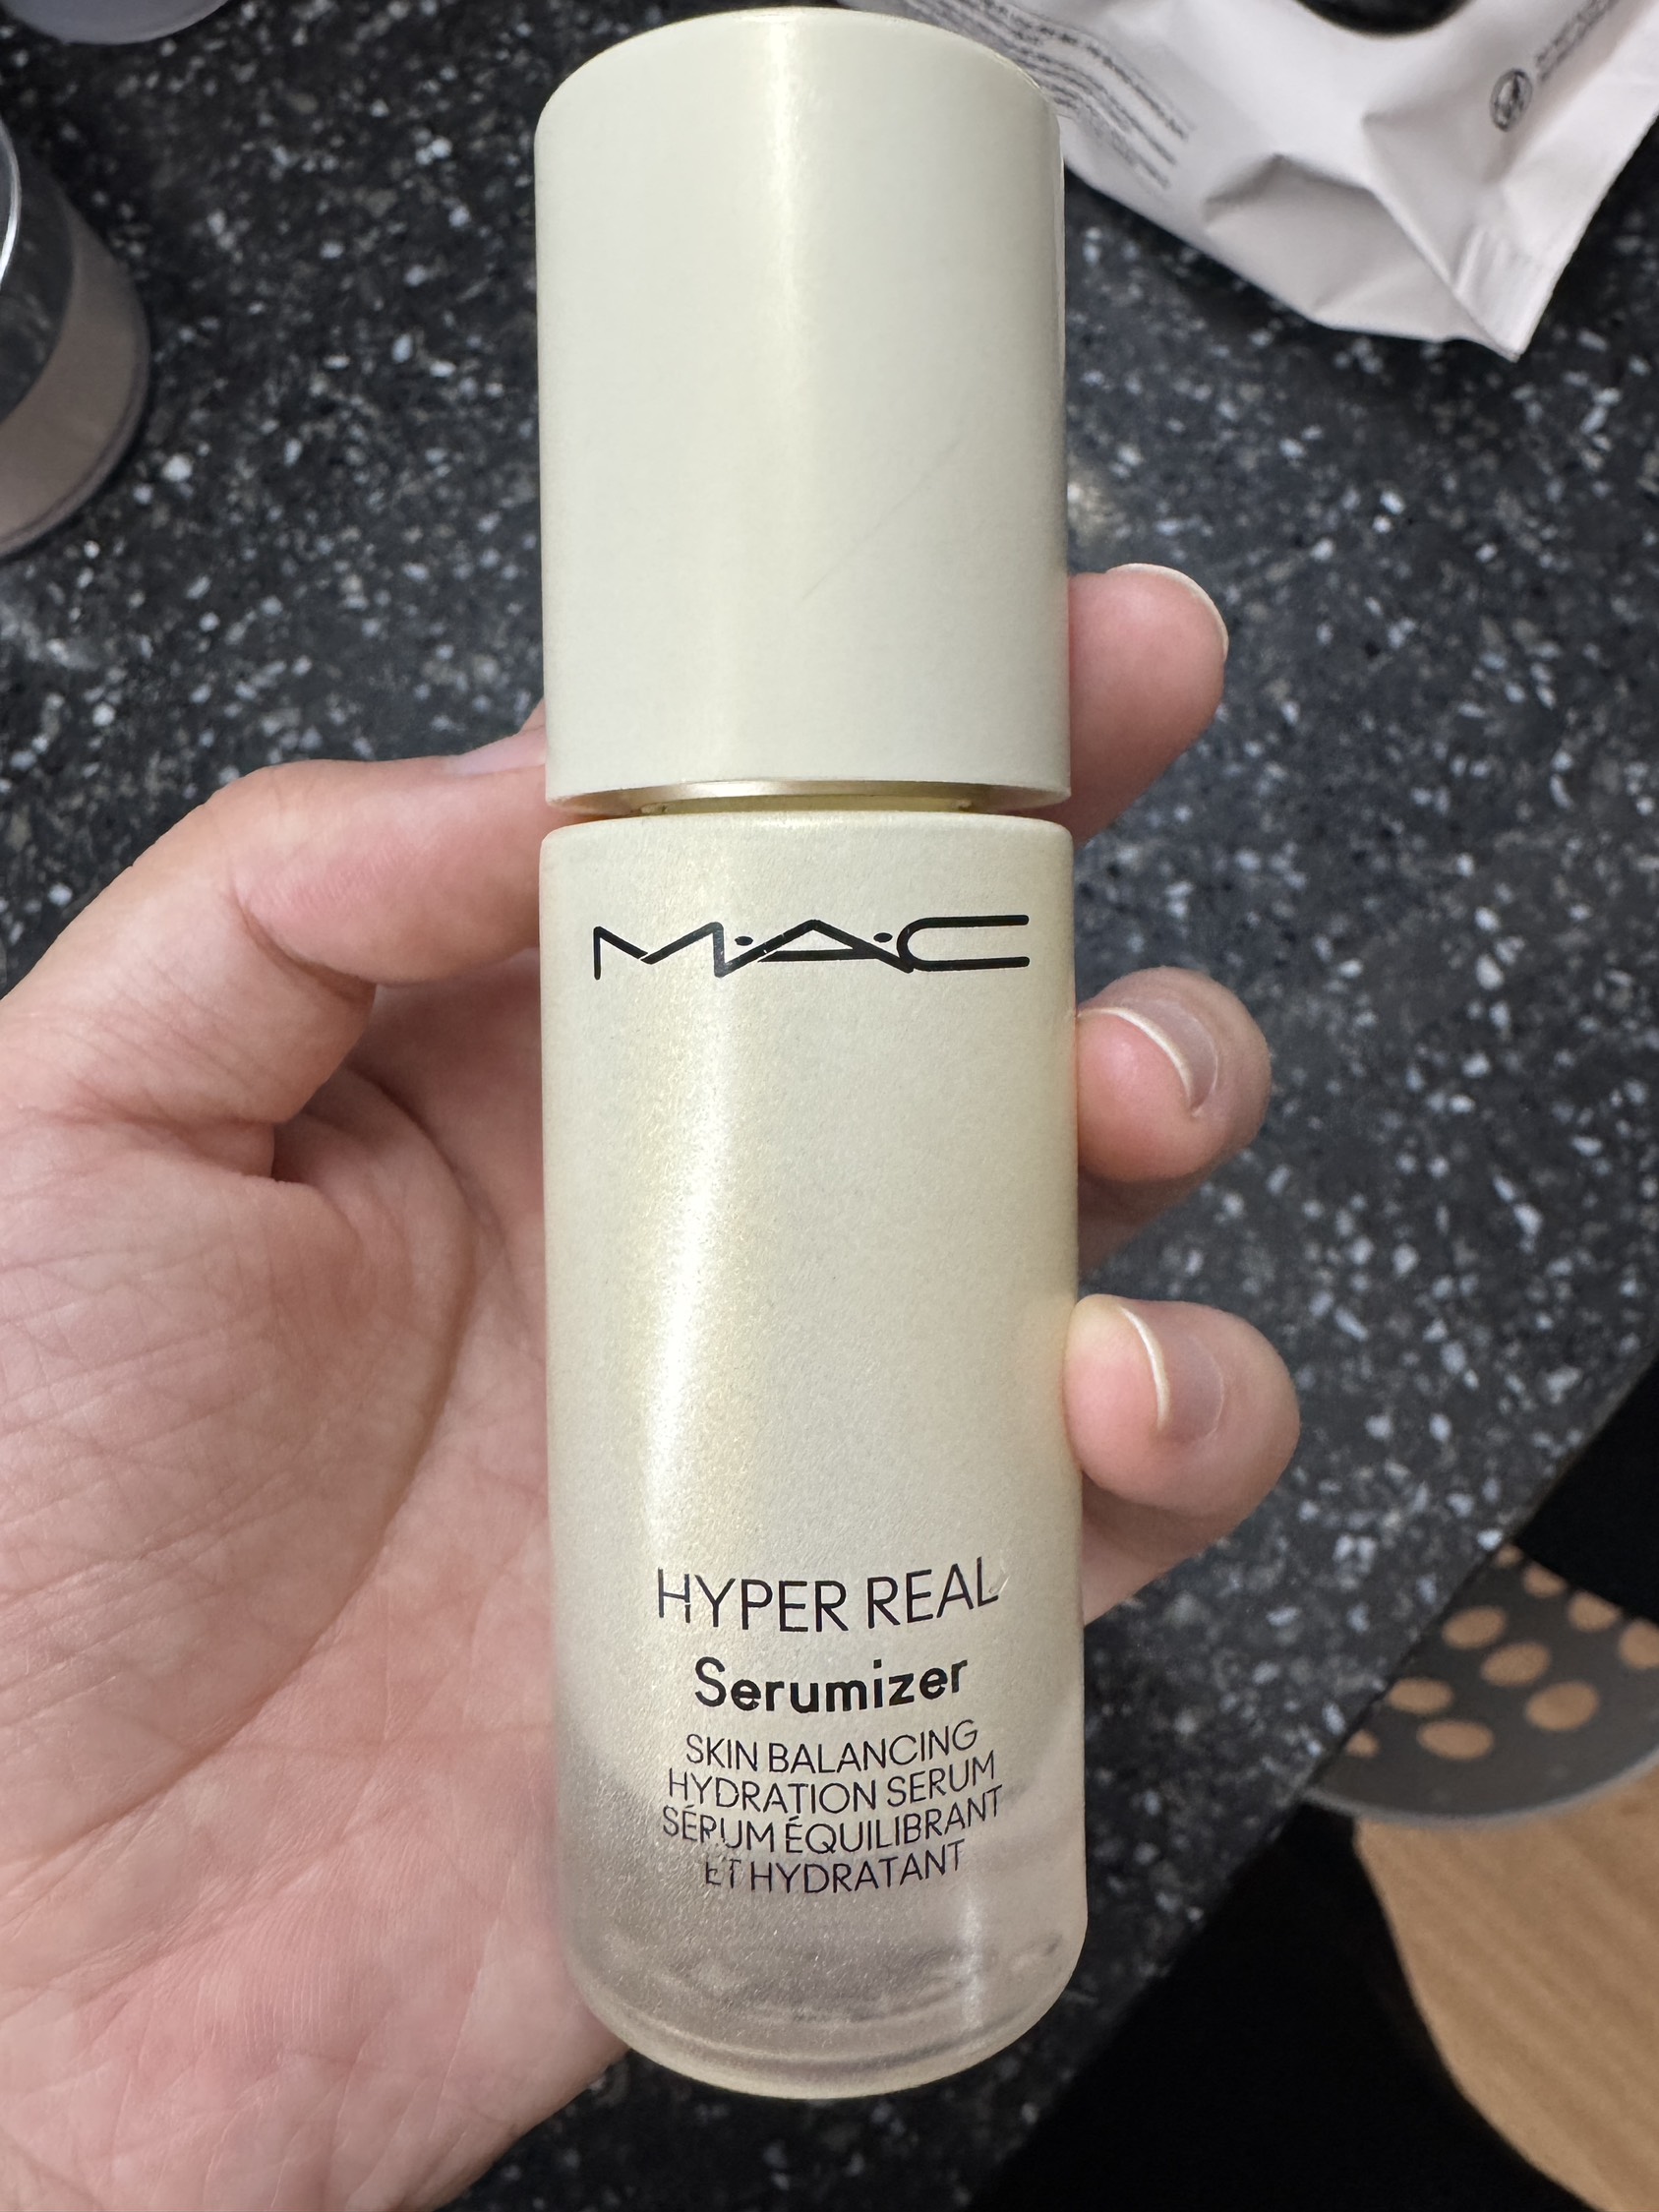 M·A·C
HYPER REAL
Serumizer
SKIN BALANCING
HYDRATION SERUM
SÉRUM ÉQUILIBRANT
ET HYDRATANT